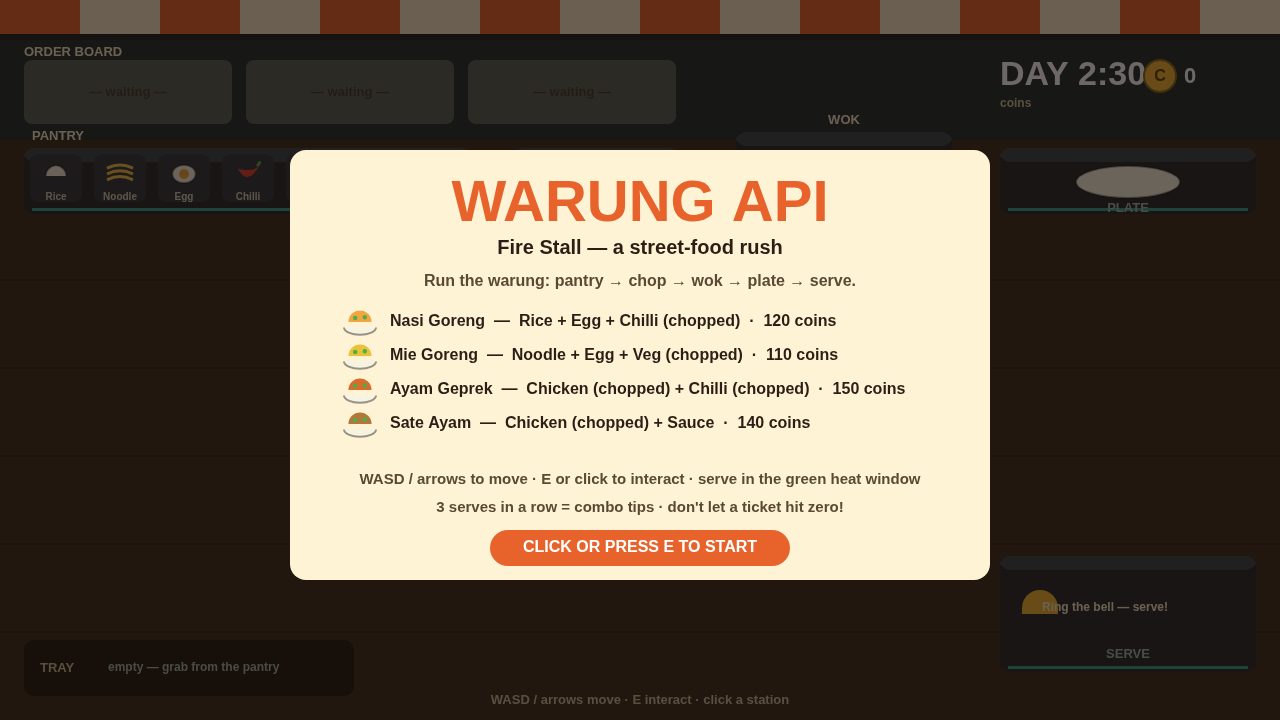 ORDER BOARD
— waiting —
— waiting —
— waiting —
DAY 2:30
C 0
coins
PANTRY
WOK
Rice
Noodle
Egg
Chilli
PLATE
WARUNG API
Fire Stall — a street-food rush
Run the warung: pantry → chop → wok → plate → serve.
Nasi Goreng — Rice + Egg + Chilli (chopped) · 120 coins
Mie Goreng — Noodle + Egg + Veg (chopped) · 110 coins
Ayam Geprek — Chicken (chopped) + Chilli (chopped) · 150 coins
Sate Ayam — Chicken (chopped) + Sauce · 140 coins
WASD / arrows to move · E or click to interact · serve in the green heat window
3 serves in a row = combo tips · don't let a ticket hit zero!
CLICK OR PRESS E TO START
Ring the bell — serve!
SERVE
TRAY
empty — grab from the pantry
WASD / arrows move · E interact · click a station